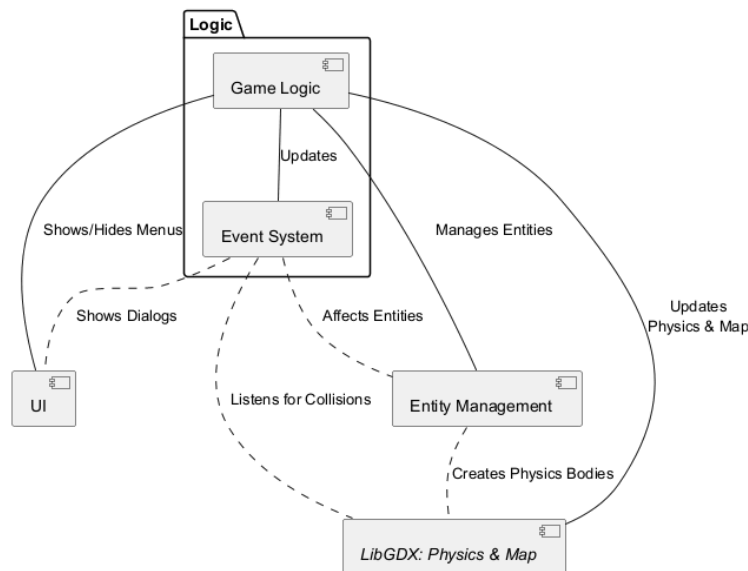 Logic
Game Logic
Updates
Event System
Shows/Hides Menus
Manages Entities
Updates
Physics & Map
Shows Dialogs
Affects Entities
UI
Listens for Collisions
Entity Management
Creates Physics Bodies
LibGDX: Physics & Map